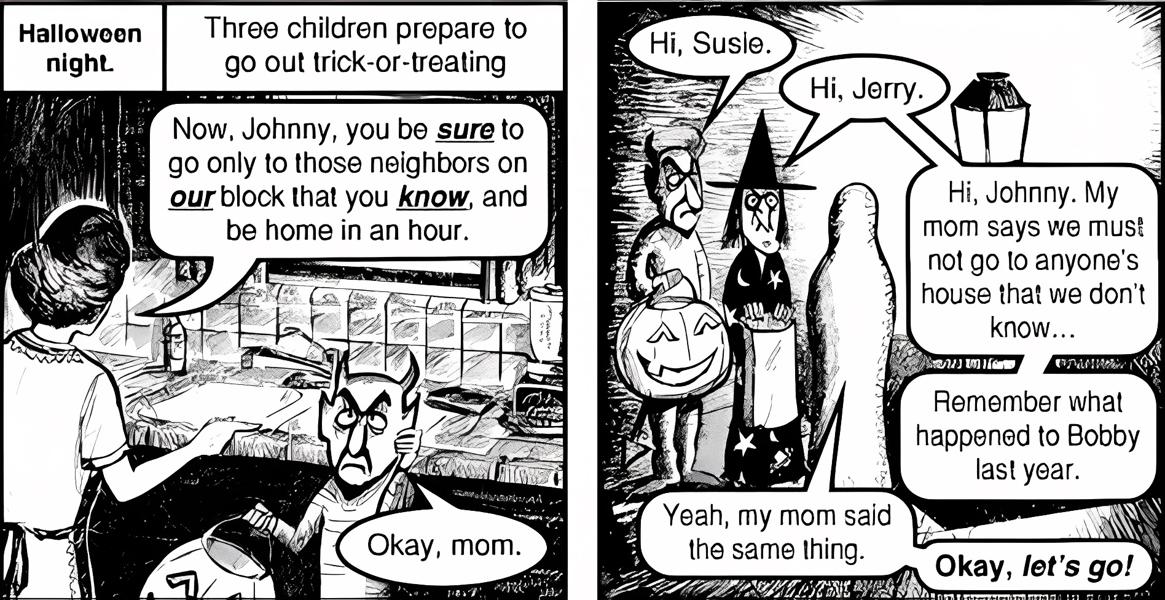 Halloween
night.
Three children prepare to
go out trick-or-treating
Now, Johnny, you be sure to
go only to those neighbors on
our block that you know, and
be home in an hour.
Okay, mom.
Hi, Susie.
Hi, Jerry.
Hi, Johnny. My
mom says we must
not go to anyone's
house that we don't
know...
Remember what
happened to Bobby
last year.
Yeah, my mom said
the same thing.
Okay, let's go!